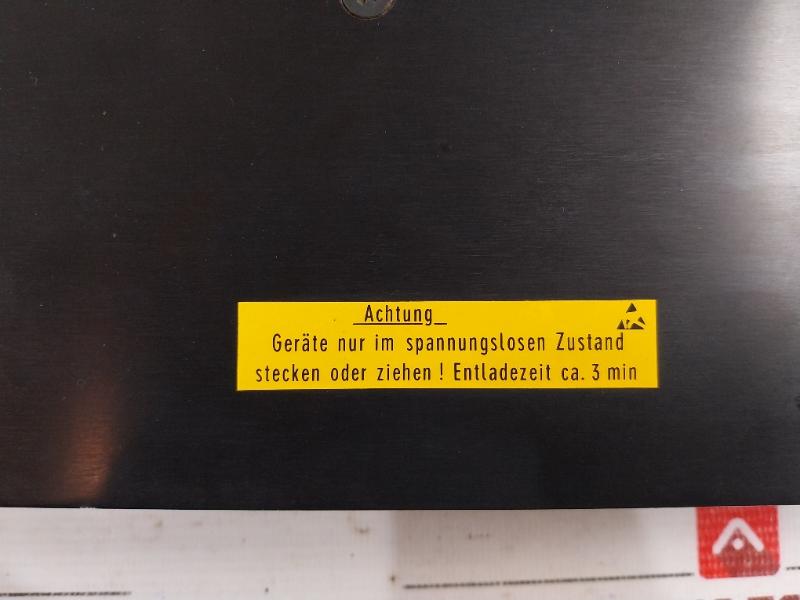 Achtung
Geräte nur im spannungslosen Zustand
stecken oder ziehen ! Entladezeit ca. 3 min